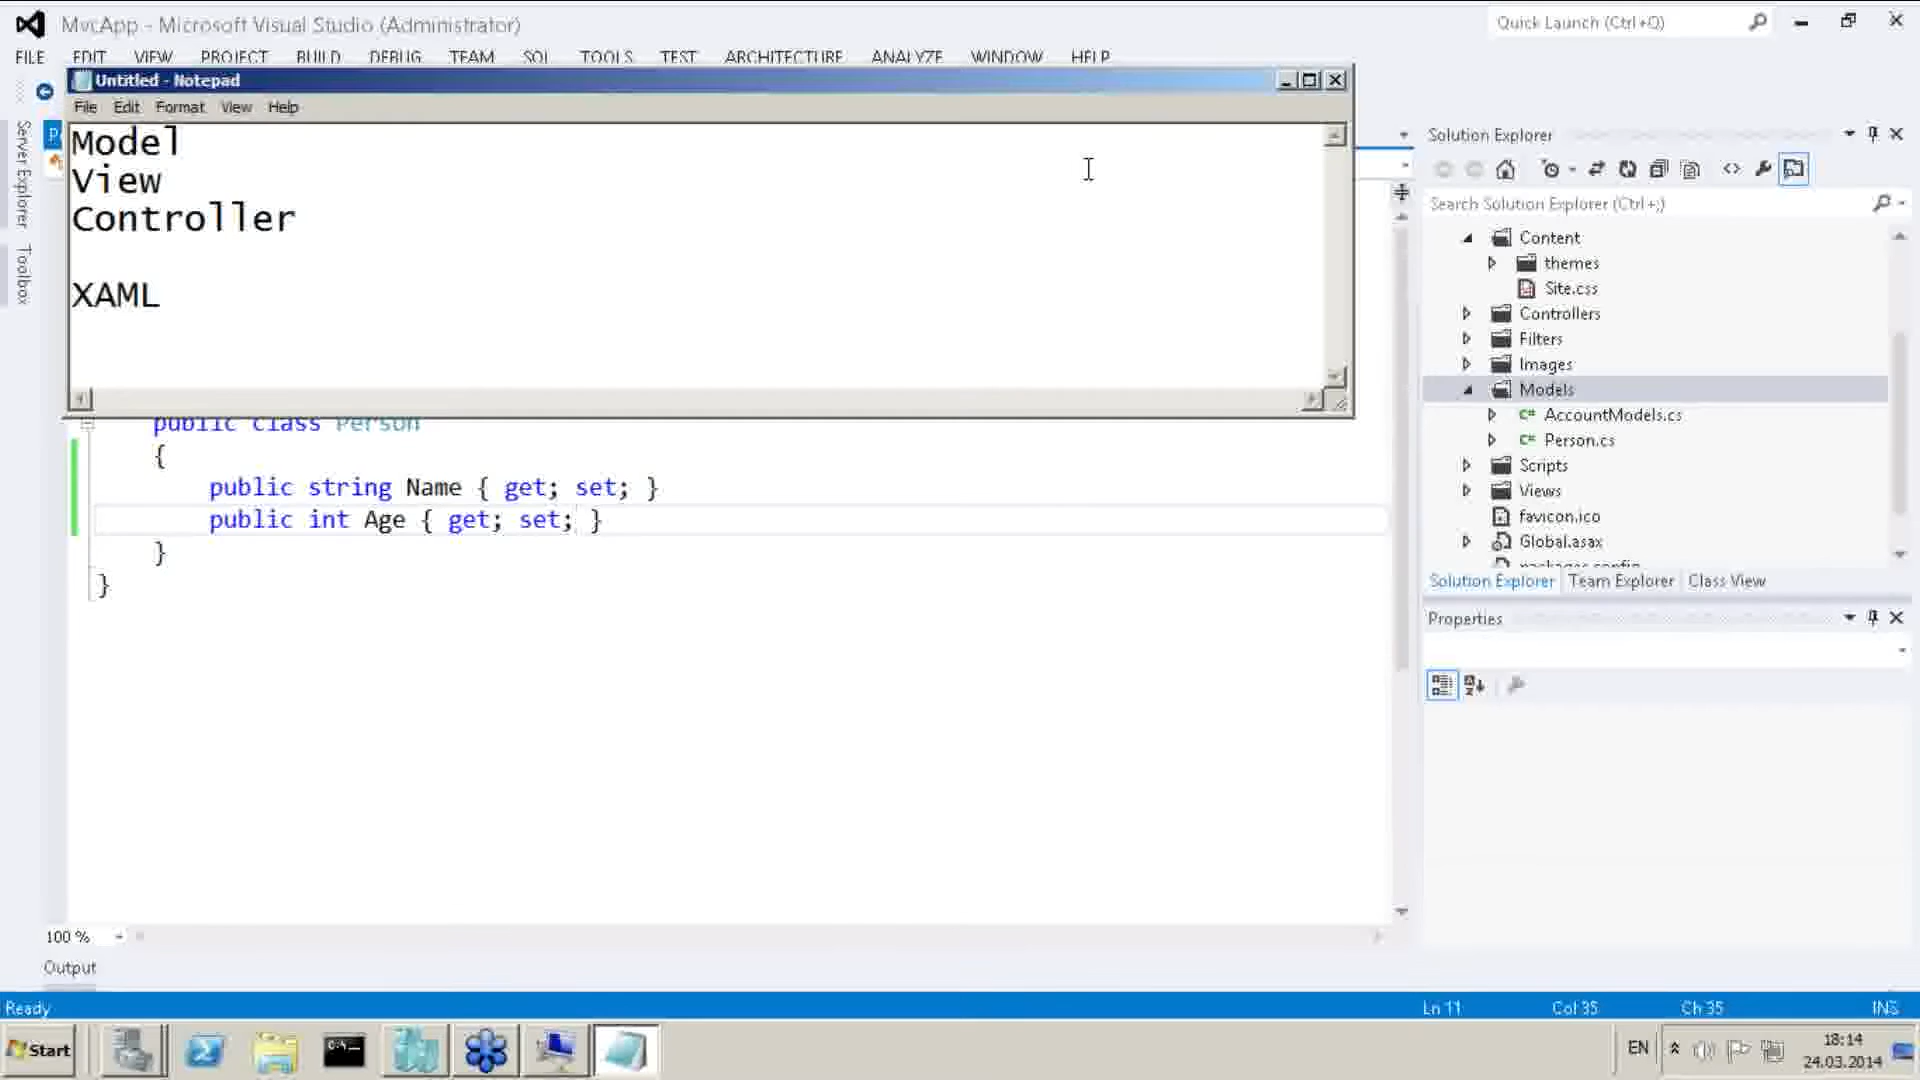 MvcApp - Microsoft Visual Studio (Administrator)
Quick Launch (Ctrl+Q)
FILE EDIT VIEW PROJECT BUILD DEBUG TEAM SQL TOOLS TEST ARCHITECTURE ANALYZE WINDOW HELP
Untitled - Notepad
File Edit Format View Help
Model
View
Controller
XAML
Server Explorer
Toolbox
public class Person
{
public string Name { get; set; }
public int Age { get; set; }
}
}
100 %
Output
Solution Explorer
Search Solution Explorer (Ctrl+;)
Content
themes
Site.css
Controllers
Filters
Images
Models
C# AccountModels.cs
C# Person.cs
Scripts
Views
favicon.ico
Global.asax
packages.config
Solution Explorer Team Explorer Class View
Properties
Ready
Ln 11 Col 35 Ch 35 INS
Start
EN
18:14
24.03.2014